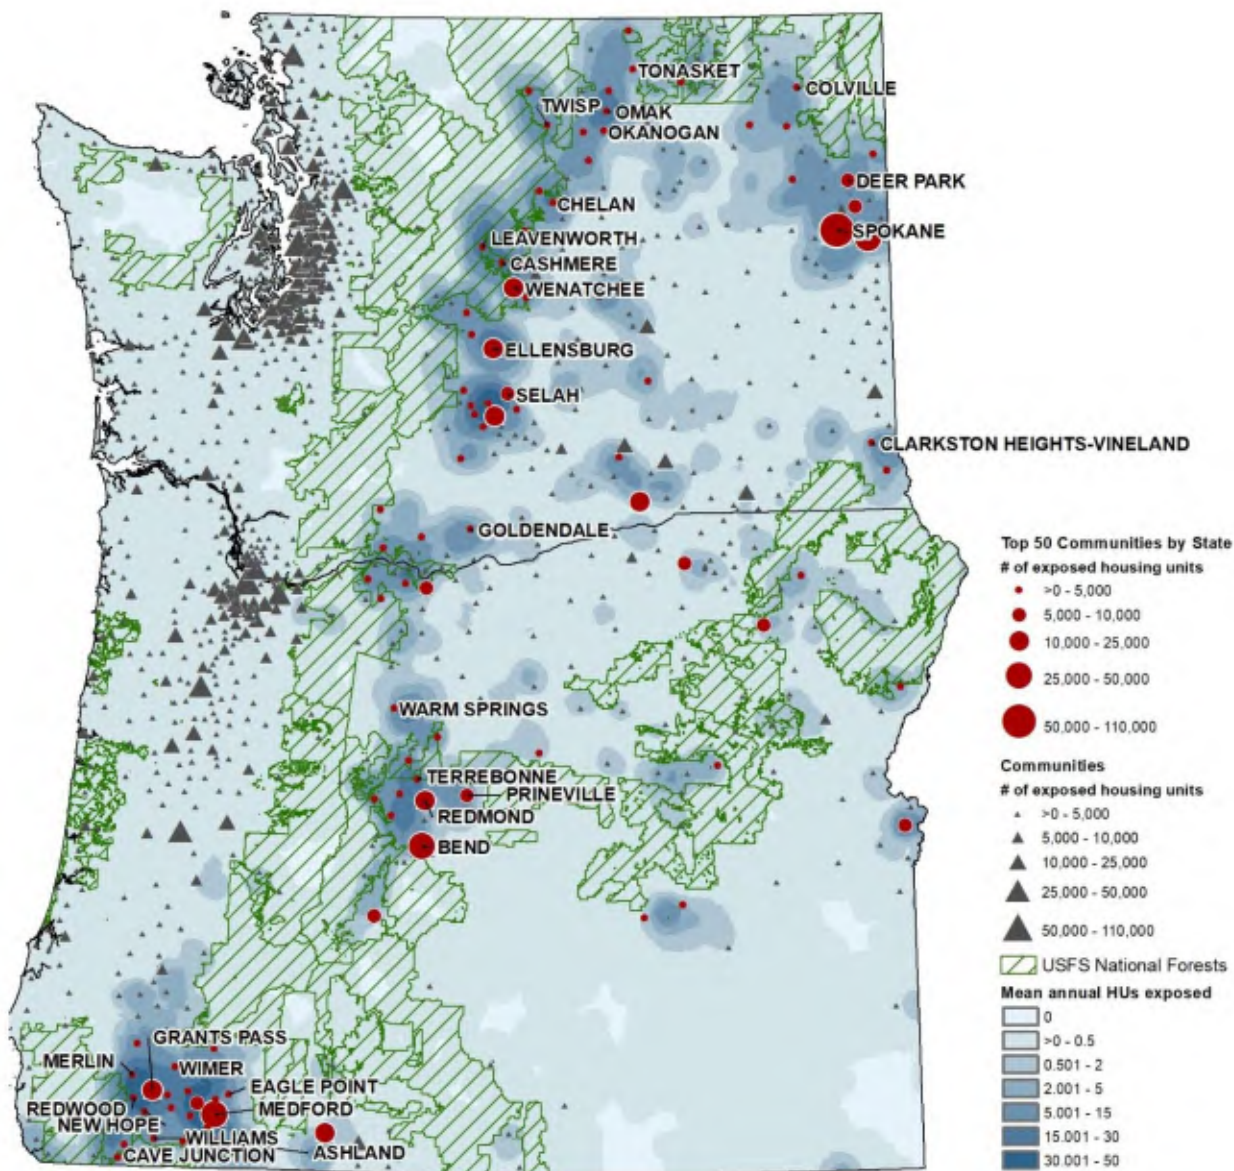 TONASKET
COLVILLE
TWISP
OMAK
OKANOGAN
DEER PARK
CHELAN
SPOKANE
LEAVENWORTH
CASHMERE
WENATCHEE
ELLENSBURG
SELAH
CLARKSTON HEIGHTS-VINELAND
GOLDENDALE
WARM SPRINGS
TERREBONNE
PRINEVILLE
REDMOND
BEND
GRANTS PASS
MERLIN
WIMER
EAGLE POINT
REDWOOD
MEDFORD
NEW HOPE
WILLIAMS
ASHLAND
CAVE JUNCTION
Top 50 Communities by State
# of exposed housing units
>0 - 5,000
5,000 - 10,000
10,000 - 25,000
25,000 - 50,000
50,000 - 110,000
Communities
# of exposed housing units
>0 - 5,000
5,000 - 10,000
10,000 - 25,000
25,000 - 50,000
50,000 - 110,000
USFS National Forests
Mean annual HUs exposed
0
>0 - 0.5
0.501 - 2
2.001 - 5
5.001 - 15
15.001 - 30
30.001 - 50